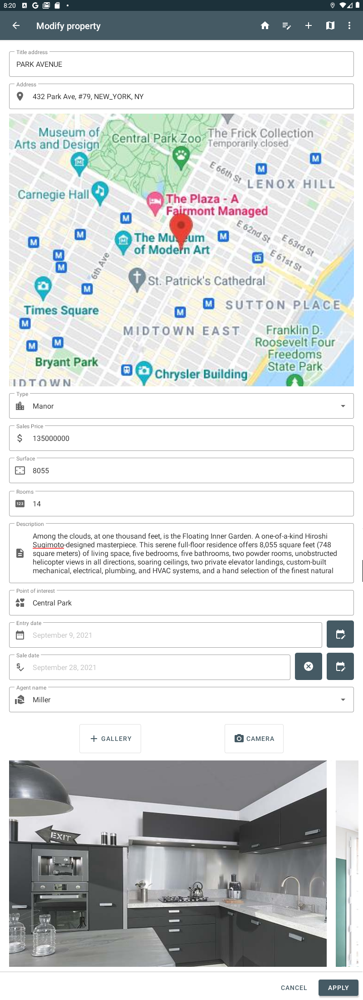 8:20
Modify property
Title address
PARK AVENUE
Address
432 Park Ave, #79, NEW_YORK, NY
Museum of
Arts and Design
Central Park Zoo
The Frick Collection
Temporarily closed
E 66th St
LENOX HILL
Carnegie Hall
The Plaza - A
Fairmont Managed
The Museum
of Modern Art
E 62nd St
E 63rd St
E 61st St
6th Ave
St. Patrick's Cathedral
Times Square
SUTTON PLACE
MIDTOWN EAST
Franklin D.
Roosevelt Four
Freedoms
State Park
Bryant Park
Chrysler Building
IDTOWN
Type
Manor
Sales Price
135000000
Surface
8055
Rooms
123
14
Description
Among the clouds, at one thousand feet, is the Floating Inner Garden. A one-of-a-kind Hiroshi
Sugimoto-designed masterpiece. This serene full-floor residence offers 8,055 square feet (748
square meters) of living space, five bedrooms, five bathrooms, two powder rooms, unobstructed
helicopter views in all directions, soaring ceilings, two private elevator landings, custom-built
mechanical, electrical, plumbing, and HVAC systems, and a hand selection of the finest natural
Point of interest
Central Park
Entry date
September 9, 2021
Sale date
September 28, 2021
Agent name
Miller
GALLERY
CAMERA
EXIT
CANCEL
APPLY